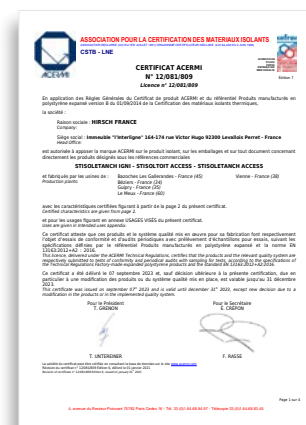 ASSOCIATION POUR LA CERTIFICATION DES MATERIAUX ISOLANTS
CSTB - LNE
ACERMI
CERTIFICAT ACERMI
N° 12/081/809
Licence n° 12/081/809
Edition 7
En application des Règles Générales du Certificat de produit ACERMI et du référentiel Produits manufacturés en
polystyrène expansé version B du 01/09/2014 de la Certification des matériaux isolants thermiques,
la société :
Raison sociale : HIRSCH FRANCE
Company:
Siège social : Immeuble "l'Interligne" 164-174 rue Victor Hugo 92300 Levallois Perret - France
Head Office:
est autorisée à apposer la marque ACERMI sur le produit isolant, sur les emballages et sur tout document concernant
directement les produits désignés sous les références commerciales
STISOLETANCH IGNI - STISOLTOIT ACCESS - STISOLETANCH ACCESS
et fabriqués par les usines de : Bazoches Les Gallerandes - France (45) Vienne - France (38)
Production plants: Béziers - France (34)
Guipry - France (35)
Le Meux - France (60)
avec les caractéristiques certifiées figurant à partir de la page 2 du présent certificat.
Certified characteristics are given from page 2.
et pour les usages figurant en annexe USAGES VISÉS du présent certificat.
Uses are given in intended uses appendix.
Ce certificat atteste que ces produits et le système qualité mis en œuvre pour sa fabrication font respectivement
l'objet d'essais de conformité et d'audits périodiques avec prélèvement d'échantillons pour essais, suivant les
spécifications définies par le référentiel Produits manufacturés en polystyrène expansé et la norme EN
13163:2012+A2 : 2016.
This licence, delivered under the ACERMI Technical Regulations, certifies that the products and the relevant quality system are
respectively submitted to test of conformity and periodical audits with sampling for tests, according to the specifications of
the Technical Regulations Factory-made expanded polystyrene products and the Standard EN 13163:2012+A2:2016.
Ce certificat a été délivré le 07 septembre 2023 et, sauf décision ultérieure à la présente certification, due en
particulier à une modification des produits ou du système qualité mis en place, est valable jusqu'au 31 décembre
2023.
This certificate was issued on september 07th 2023 and is valid until december 31st 2023, except new decision due to a
modification in the products or in the implemented quality system.
Pour le Président Pour le Secrétaire
T. GRENON E. CREPON
T. UNTEREINER F. RASSE
Page 1 sur 4